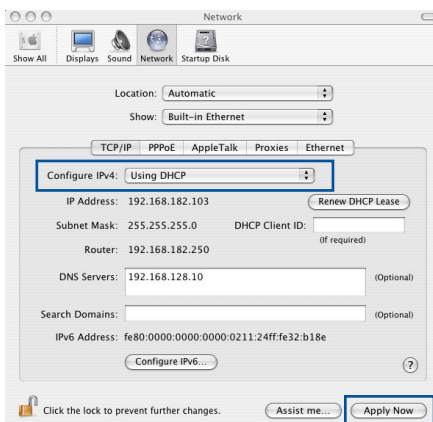 Network
Show All Displays Sound Network Startup Disk
Location: Automatic
Show: Built-in Ethernet
TCP/IP PPPoE AppleTalk Proxies Ethernet
Configure IPv4: Using DHCP
IP Address: 192.168.182.103 Renew DHCP Lease
Subnet Mask: 255.255.255.0 DHCP Client ID:
(If required)
Router: 192.168.182.250
DNS Servers: 192.168.128.10 (Optional)
Search Domains: (Optional)
IPv6 Address: fe80:0000:0000:0000:0211:24ff:fe32:b18e
Configure IPv6... ?
Click the lock to prevent further changes. Assist me... Apply Now